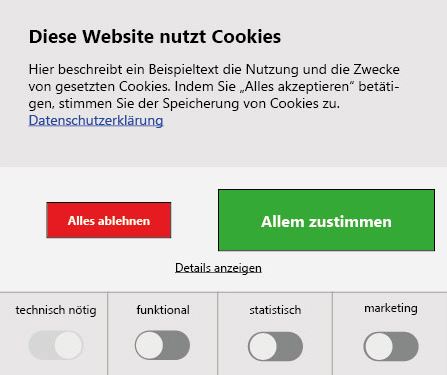 Diese Website nutzt Cookies
Hier beschreibt ein Beispieltext die Nutzung und die Zwecke
von gesetzten Cookies. Indem Sie „Alles akzeptieren“ betäti-
gen, stimmen Sie der Speicherung von Cookies zu.
Datenschutzerklärung
Alles ablehnen
Allem zustimmen
Details anzeigen
technisch nötig
funktional
statistisch
marketing